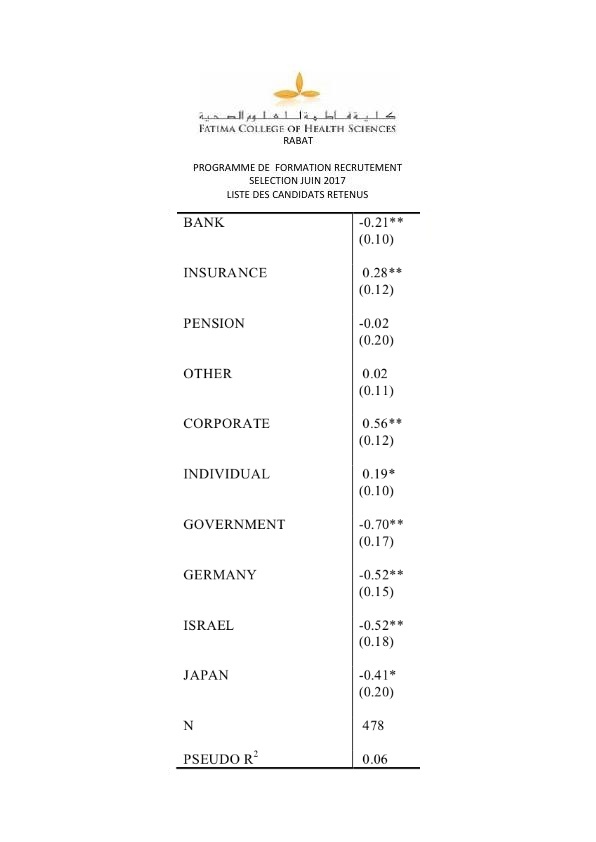 كلية فاطمة للعلوم الصحية
FATIMA COLLEGE OF HEALTH SCIENCES
RABAT
PROGRAMME DE FORMATION RECRUTEMENT
SELECTION JUIN 2017
LISTE DES CANDIDATS RETENUS
BANK -0.21**
(0.10)
INSURANCE 0.28**
(0.12)
PENSION -0.02
(0.20)
OTHER 0.02
(0.11)
CORPORATE 0.56**
(0.12)
INDIVIDUAL 0.19*
(0.10)
GOVERNMENT -0.70**
(0.17)
GERMANY -0.52**
(0.15)
ISRAEL -0.52**
(0.18)
JAPAN -0.41*
(0.20)
N 478
PSEUDO R² 0.06